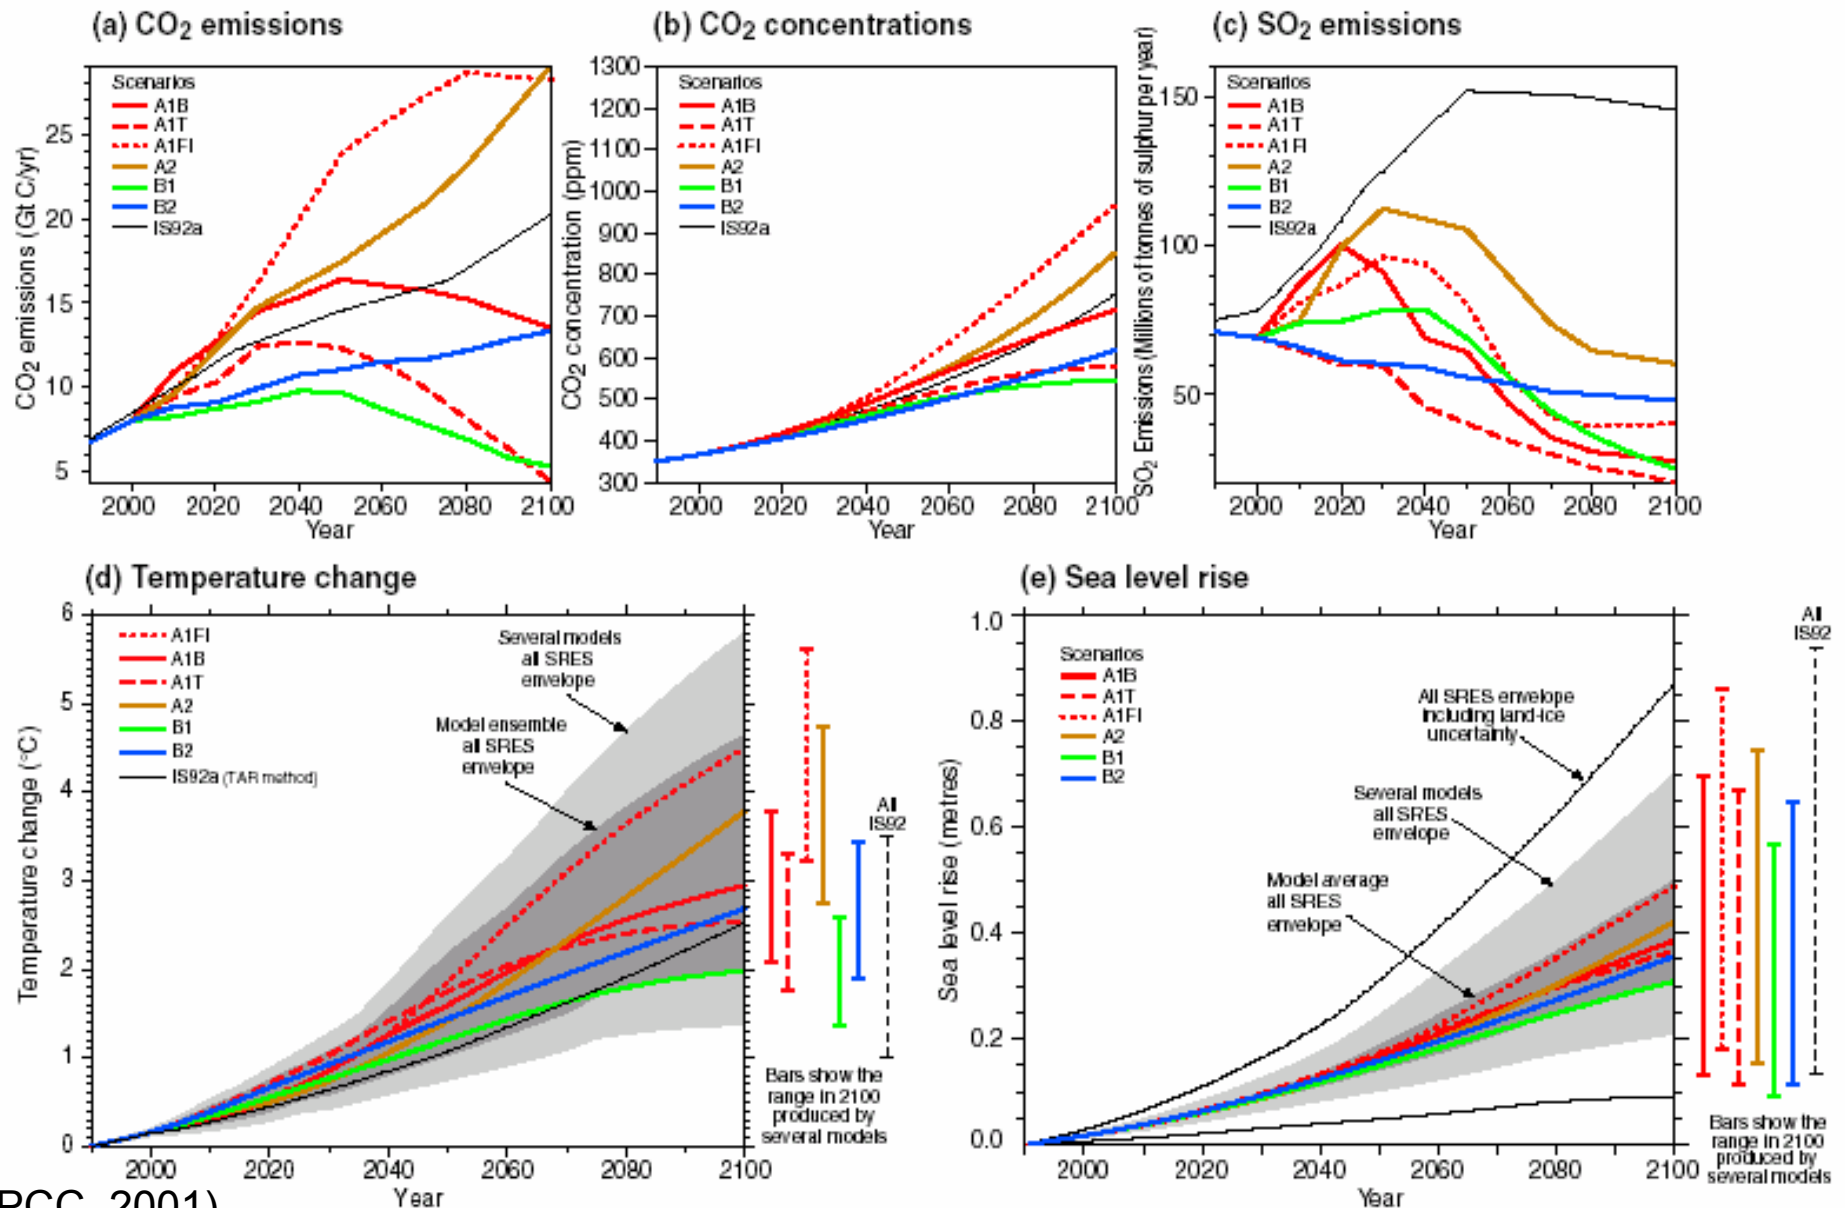 (a) CO2 emissions
Scenarios
A1B
A1T
A1FI
A2
B1
B2
IS92a
CO2 emissions (Gt C/yr)
25
20
15
10
5
2000 2020 2040 2060 2080 2100
Year
(b) CO2 concentrations
Scenarios
A1B
A1T
A1FI
A2
B1
B2
IS92a
CO2 concentration (ppm)
1300
1200
1100
1000
900
800
700
600
500
400
300
2000 2020 2040 2060 2080 2100
Year
(c) SO2 emissions
Scenarios
A1B
A1T
A1FI
A2
B1
B2
IS92a
SO2 Emissions (Millions of tonnes of sulphur per year)
150
100
50
2000 2020 2040 2060 2080 2100
Year
(d) Temperature change
A1FI
A1B
A1T
A2
B1
B2
IS92a (TAR method)
Several models
all SRES
envelope
Model ensemble
all SRES
envelope
Temperature change (°C)
6
5
4
3
2
1
0
2000 2020 2040 2060 2080 2100
Year
All
IS92
Bars show the
range in 2100
produced by
several models
(e) Sea level rise
Scenarios
A1B
A1T
A1FI
A2
B1
B2
All SRES envelope
including land-ice
uncertainty
Several models
all SRES
envelope
Model average
all SRES
envelope
Sea level rise (metres)
1.0
0.8
0.6
0.4
0.2
0.0
2000 2020 2040 2060 2080 2100
Year
All
IS92
Bars show the
range in 2100
produced by
several models
PCC, 2001)